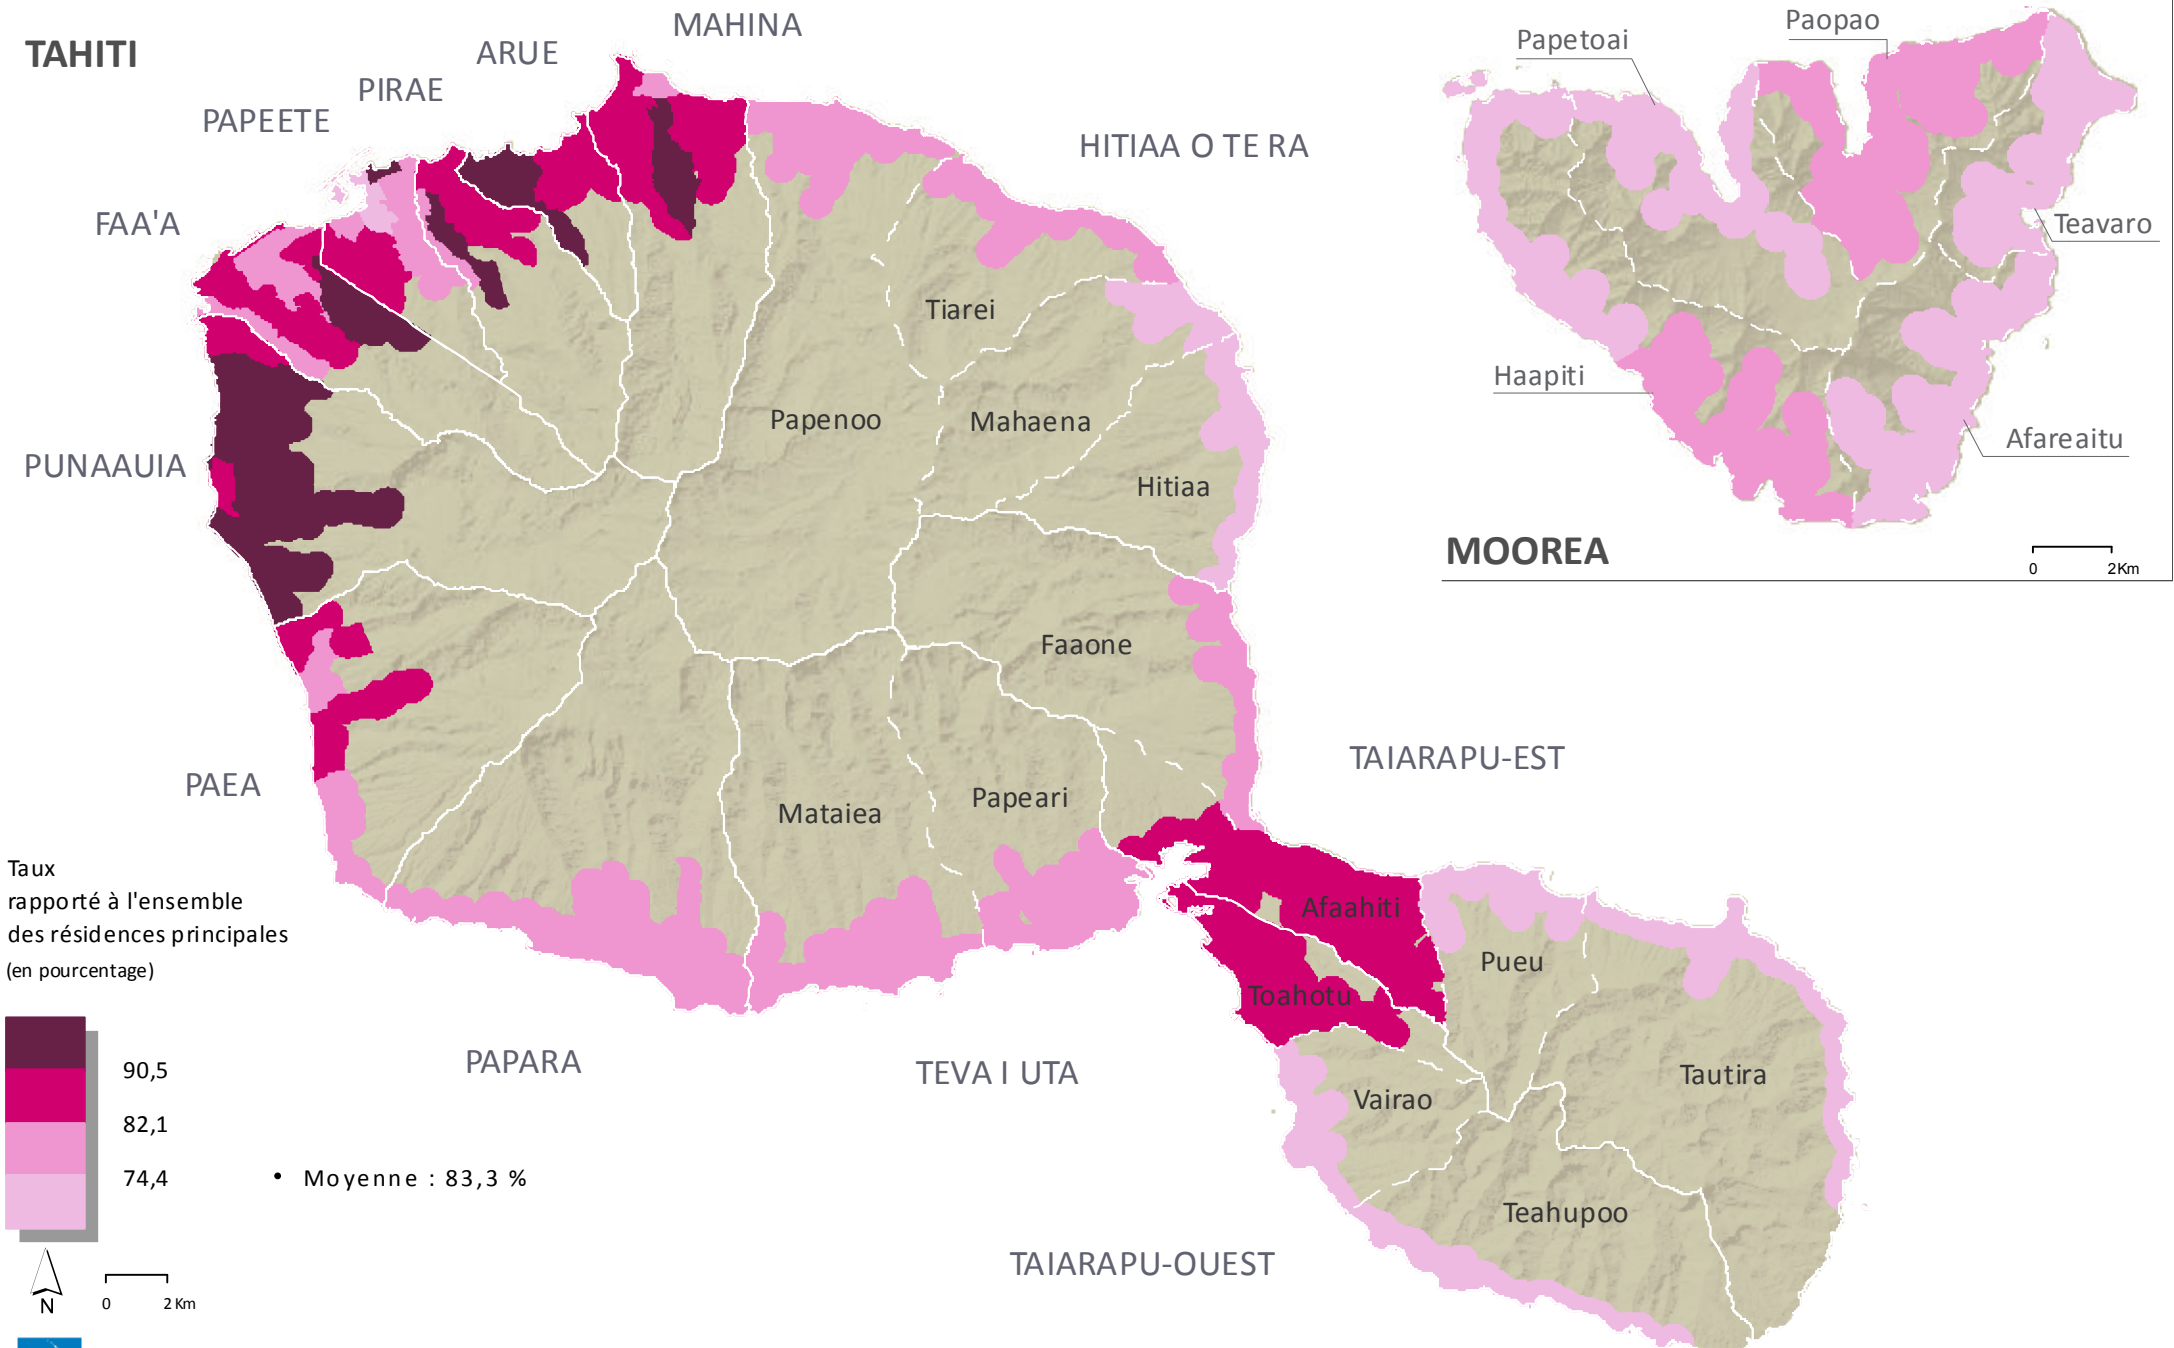 TAHITI
MAHINA
ARUE
PIRAE
PAPEETE
FAA'A
HITIAA O TE RA
Papetoai
Paopao
Teavaro
Haapiti
Afareaitu
MOOREA
0 2Km
Tiarei
Papenoo
Mahaena
Hitiaa
PUNAAUIA
Faaone
TAIARAPU-EST
PAEA
Mataiea
Papeari
Taux
rapporté à l'ensemble
des résidences principales
(en pourcentage)
90,5
82,1
74,4
• Moyenne : 83,3 %
Afaahiti
Pueu
Toahotu
PAPARA
TEVA I UTA
Tautira
Vairao
Teahupoo
TAIARAPU-OUEST
N
0 2 Km